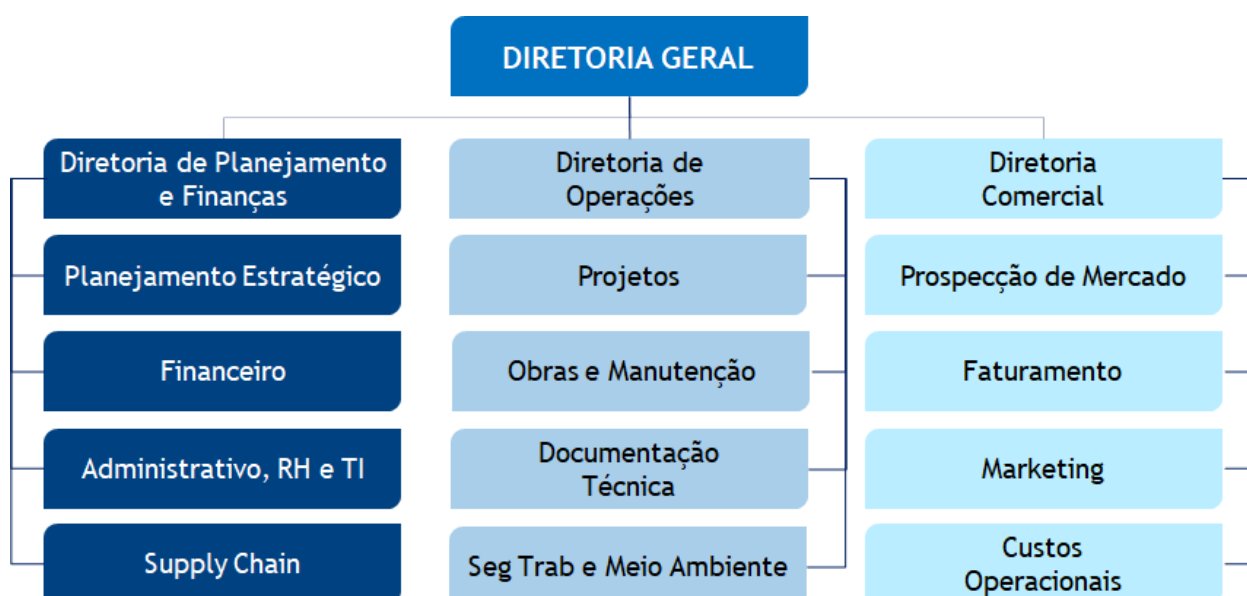 DIRETORIA GERAL
Diretoria de Planejamento
e Finanças
Planejamento Estratégico
Financeiro
Administrativo, RH e TI
Supply Chain
Diretoria de
Operações
Projetos
Obras e Manutenção
Documentação
Técnica
Seg Trab e Meio Ambiente
Diretoria
Comercial
Prospecção de Mercado
Faturamento
Marketing
Custos
Operacionais